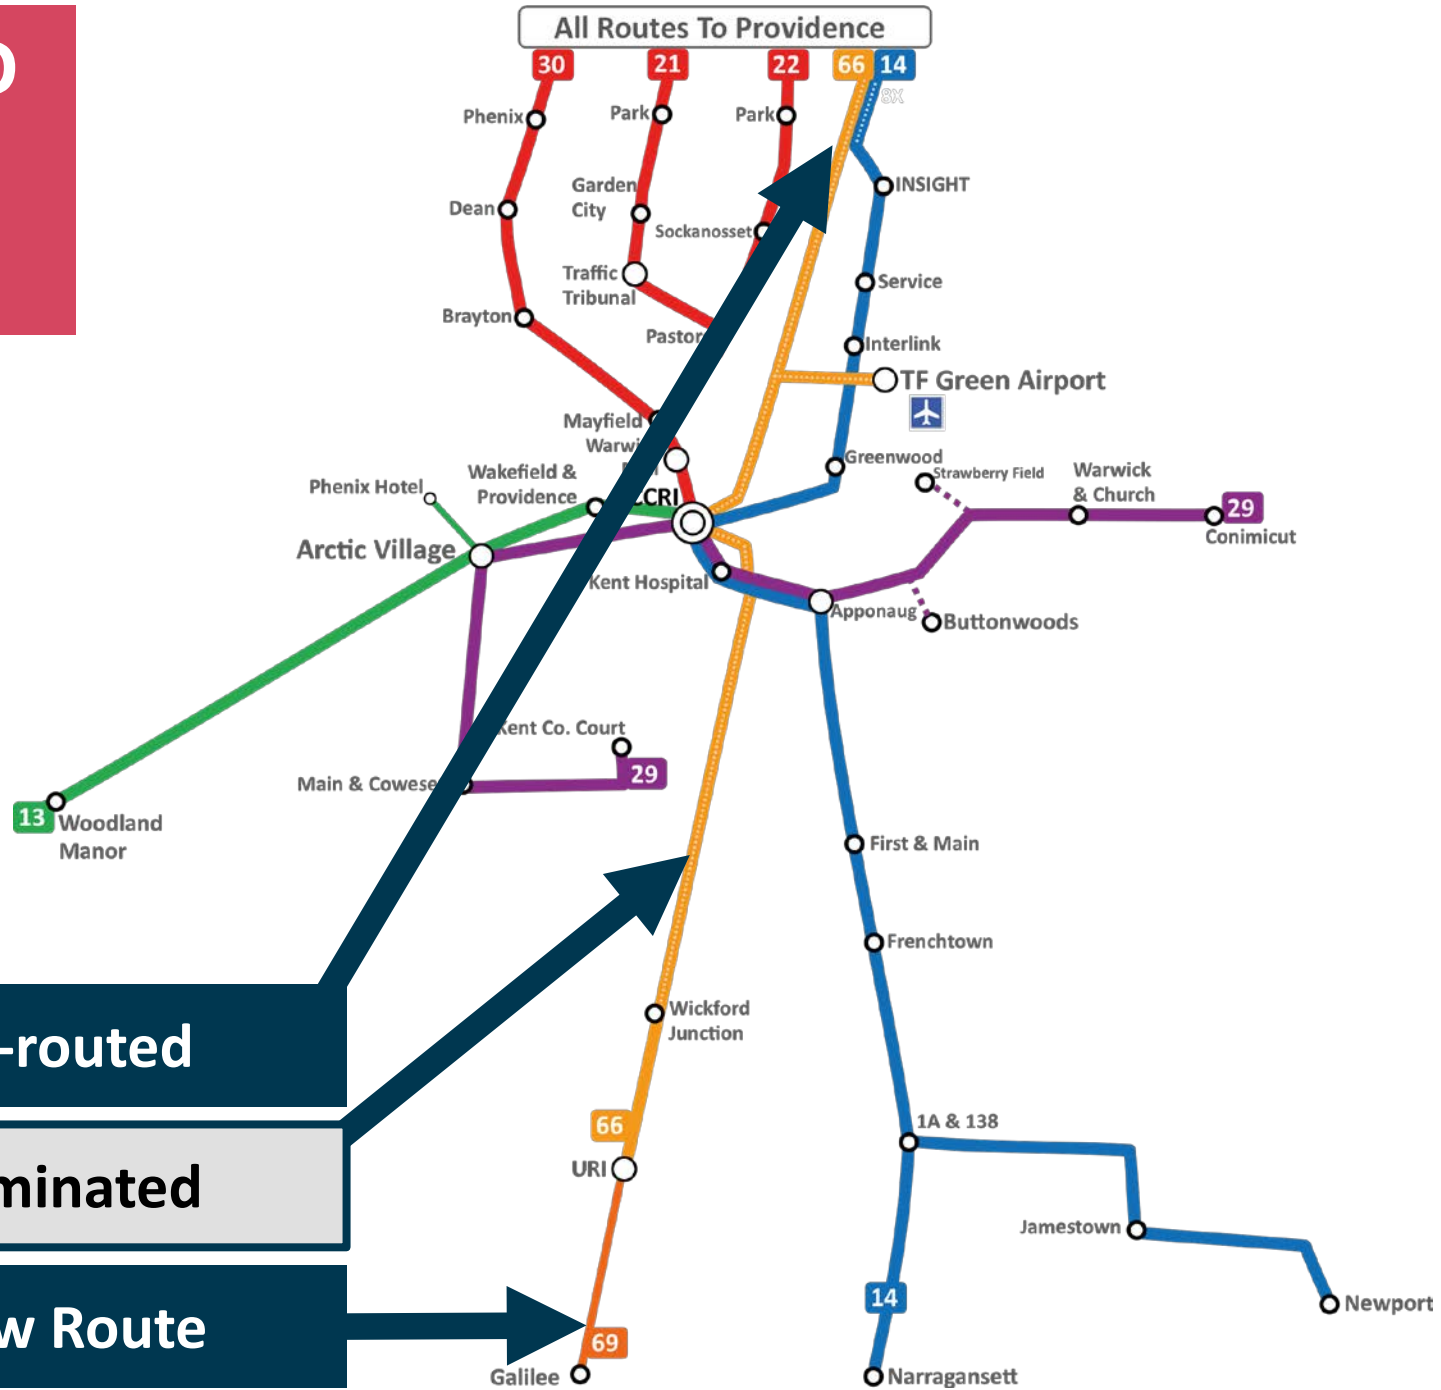 All Routes To Providence
30
21
22
66
14
8X
Phenix
Park
Park
INSIGHT
Garden
City
Dean
Sockanosset
Traffic
Tribunal
Service
Brayton
Pastor
Interlink
TF Green Airport
Mayfield
Warwi
Greenwood
Wakefield &
Providence
Strawberry Field
Warwick
& Church
Phenix Hotel
CCRI
29
Conimicut
Arctic Village
Kent Hospital
Apponaug
Buttonwoods
Kent Co. Court
29
Main & Cowese
13
Woodland
Manor
First & Main
Frenchtown
Wickford
Junction
-routed
66
1A & 138
URI
minated
Jamestown
14
Newport
w Route
69
Galilee
Narragansett